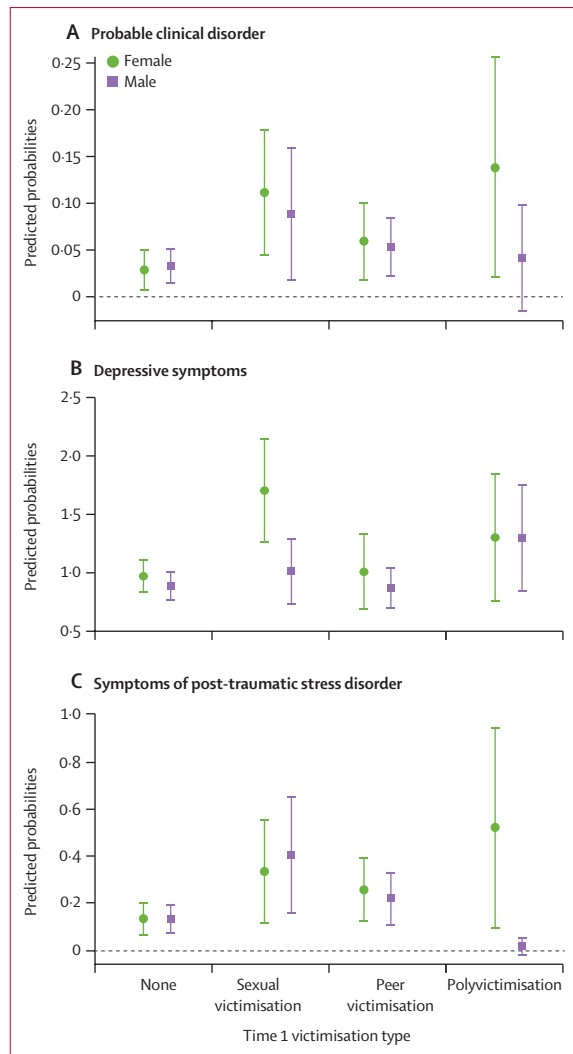 A Probable clinical disorder
Female
Male
Predicted probabilities
0·25
0·20
0·15
0·10
0·05
0
B Depressive symptoms
Predicted probabilities
2·5
2·0
1·5
1·0
0·5
C Symptoms of post-traumatic stress disorder
Predicted probabilities
1·0
0·8
0·6
0·4
0·2
0
None
Sexual
victimisation
Peer
victimisation
Polyvictimisation
Time 1 victimisation type